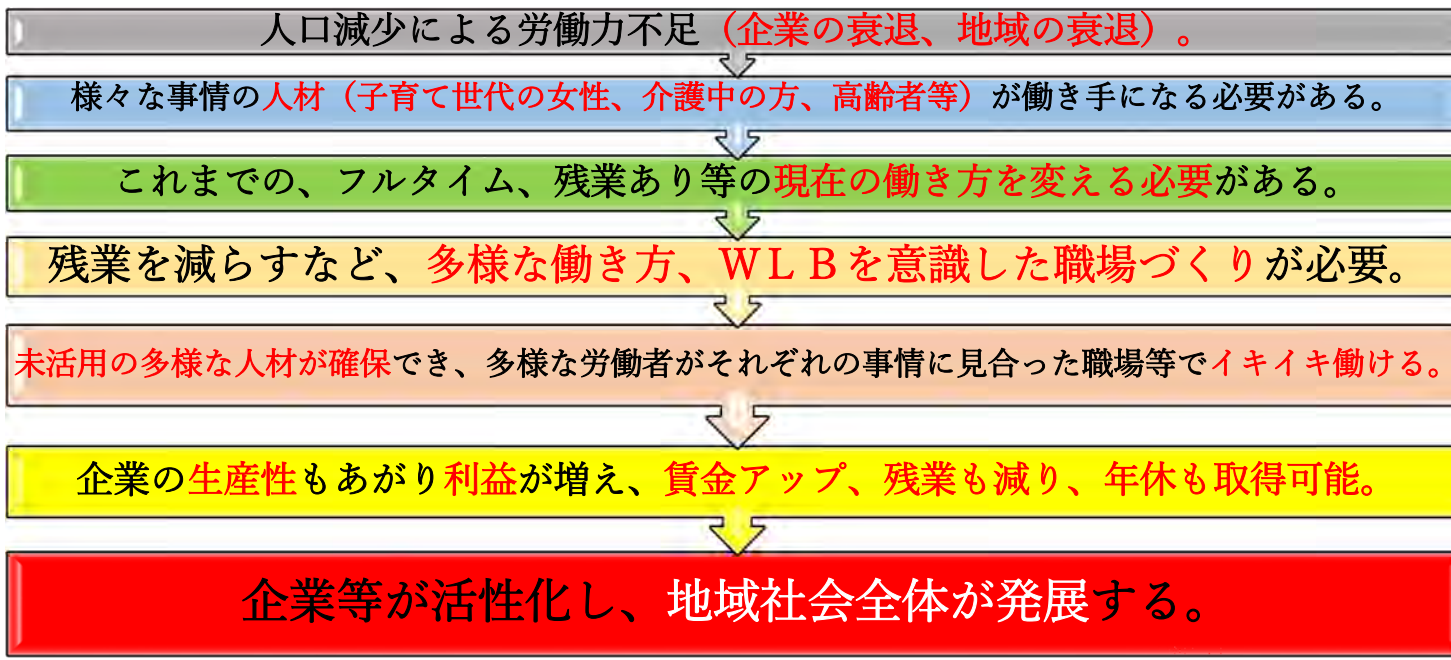 人口減少による労働力不足（企業の衰退、地域の衰退）。
様々な事情の人材（子育て世代の女性、介護中の方、高齢者等）が働き手になる必要がある。
これまでの、フルタイム、残業あり等の現在の働き方を変える必要がある。
残業を減らすなど、多様な働き方、ＷＬＢを意識した職場づくりが必要。
未活用の多様な人材が確保でき、多様な労働者がそれぞれの事情に見合った職場等でイキイキ働ける。
企業の生産性もあがり利益が増え、賃金アップ、残業も減り、年休も取得可能。
企業等が活性化し、地域社会全体が発展する。